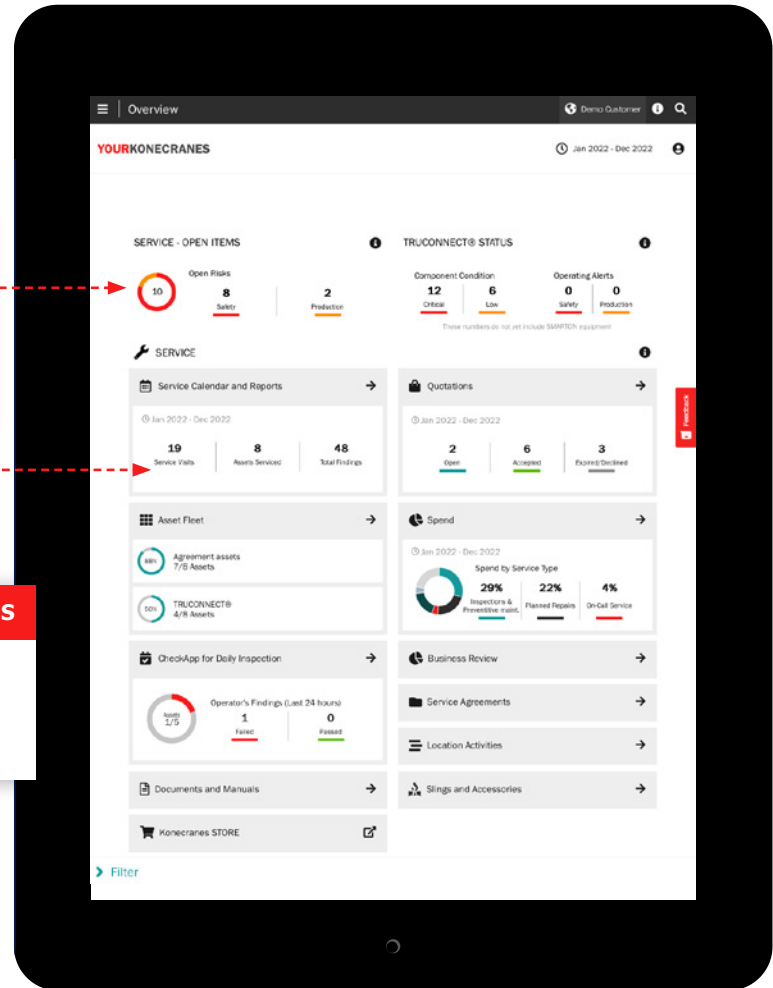 Overview
Demo Customer
YOURKONECRANES
Jan 2022 - Dec 2022
SERVICE - OPEN ITEMS
10
Open Risks
8
2
Safety
Production
TRUCONNECT® STATUS
Component Condition
Operating Alerts
12
6
0
0
Critical
Low
Safety
Production
These numbers do not yet include SMARTON equipment
SERVICE
Service Calendar and Reports
Jan 2022 - Dec 2022
19
8
48
Service Visits
Assets Serviced
Total Findings
Quotations
Jan 2022 - Dec 2022
2
6
3
Open
Accepted
Expired/Declined
Feedback
Asset Fleet
88%
Agreement assets
7/8 Assets
50%
TRUCONNECT®
4/8 Assets
Spend
Jan 2022 - Dec 2022
Spend by Service Type
29%
22%
4%
Inspections &
Preventive maint.
Planned Repairs
On-Call Service
S
CheckApp for Daily Inspection
Assets
1/5
Operator's Findings (Last 24 hours)
1
0
Failed
Passed
Business Review
Service Agreements
Location Activities
Documents and Manuals
Slings and Accessories
Konecranes STORE
Filter